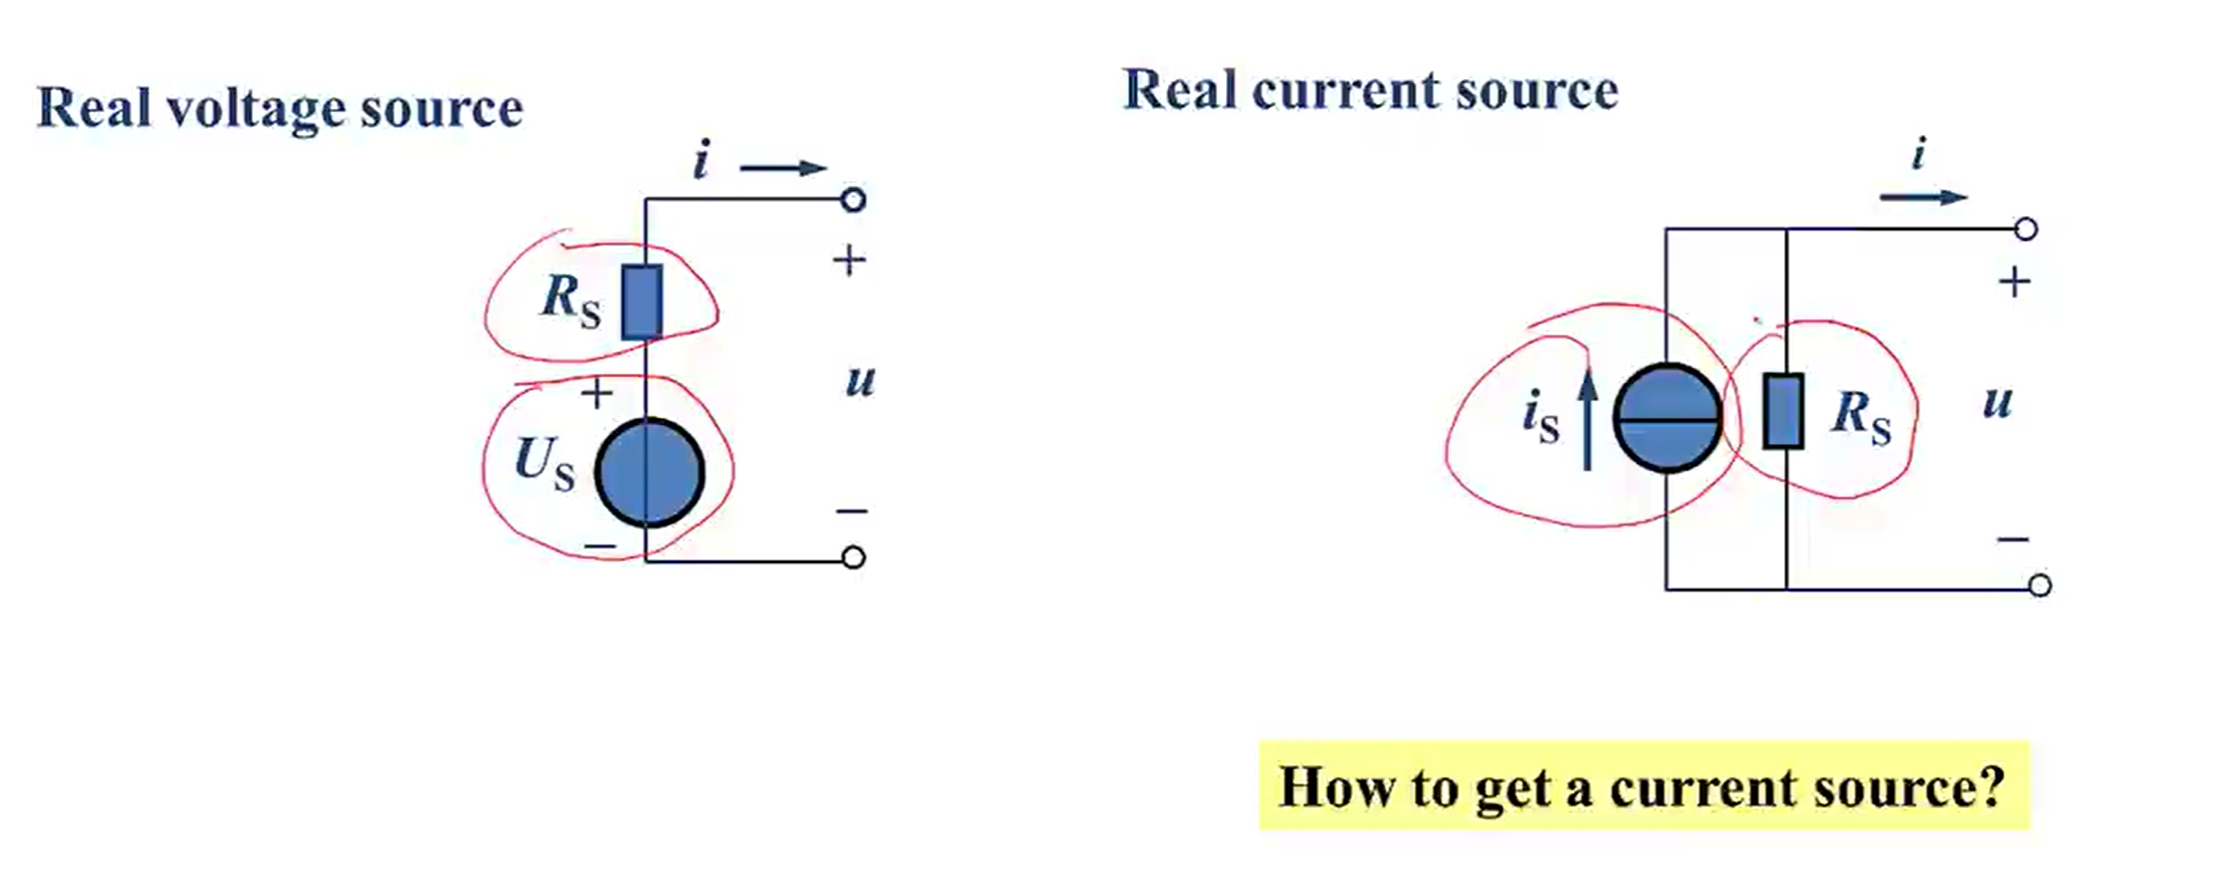 Real voltage source
i
R_S
+
u
+
U_S
−
−
Real current source
i
+
i_S
R_S
u
−
How to get a current source?